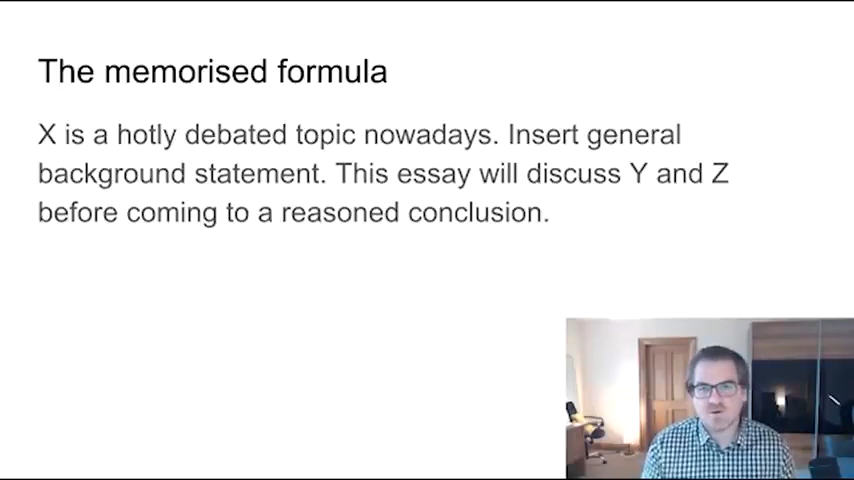 The memorised formula
X is a hotly debated topic nowadays. Insert general
background statement. This essay will discuss Y and Z
before coming to a reasoned conclusion.